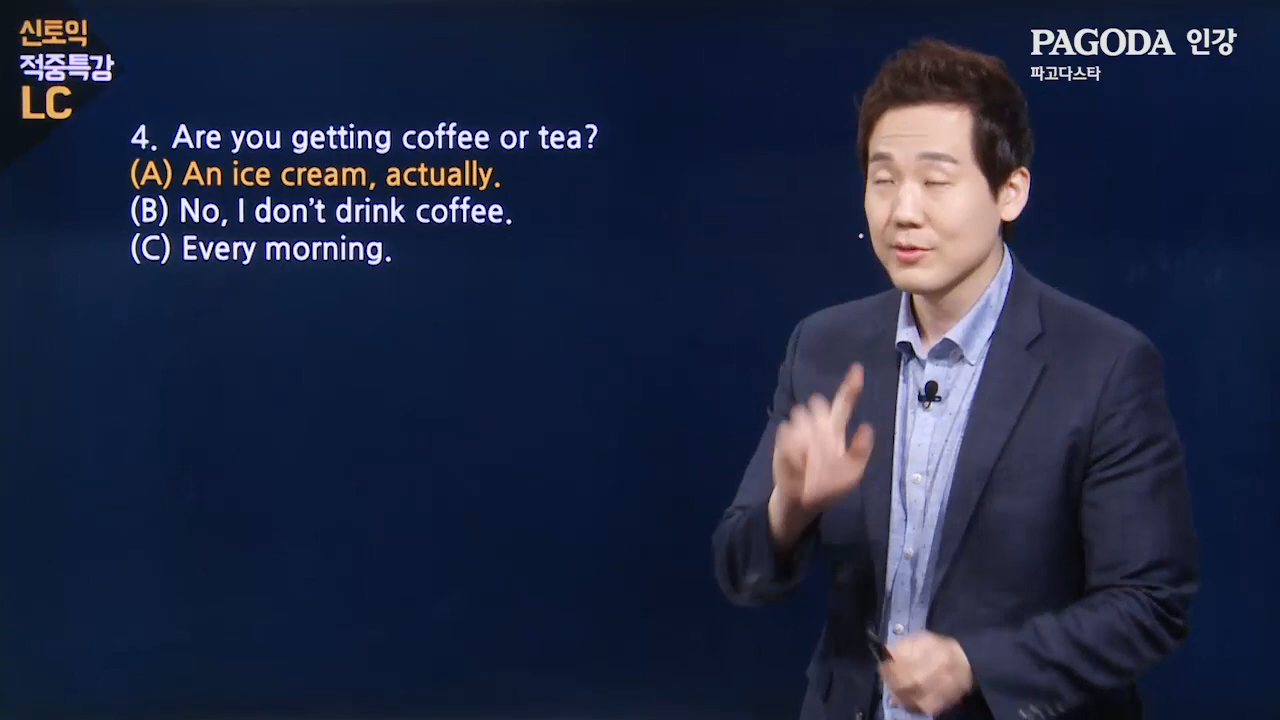 신토익
적중특강
LC
PAGODA 인강
파고다스타
4. Are you getting coffee or tea?
(A) An ice cream, actually.
(B) No, I don't drink coffee.
(C) Every morning.